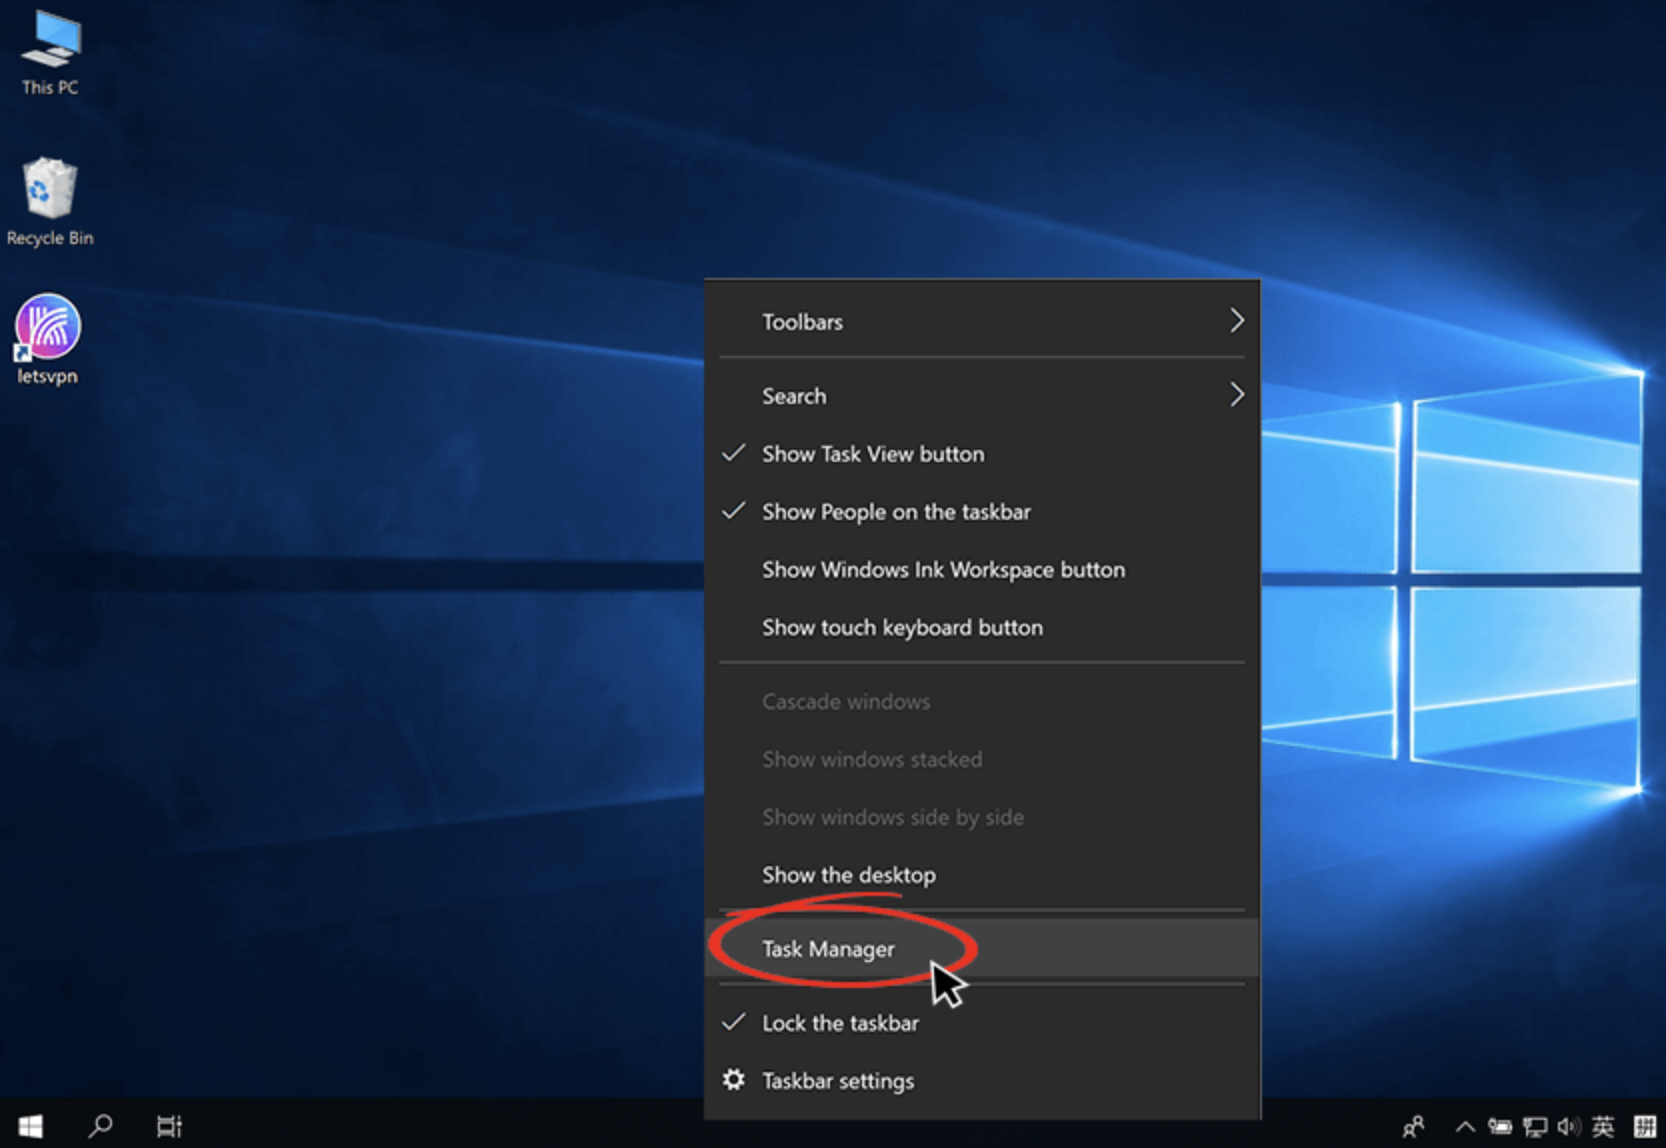 This PC
Recycle Bin
letsvpn
Toolbars
Search
Show Task View button
Show People on the taskbar
Show Windows Ink Workspace button
Show touch keyboard button
Cascade windows
Show windows stacked
Show windows side by side
Show the desktop
Task Manager
Lock the taskbar
Taskbar settings
英
拼